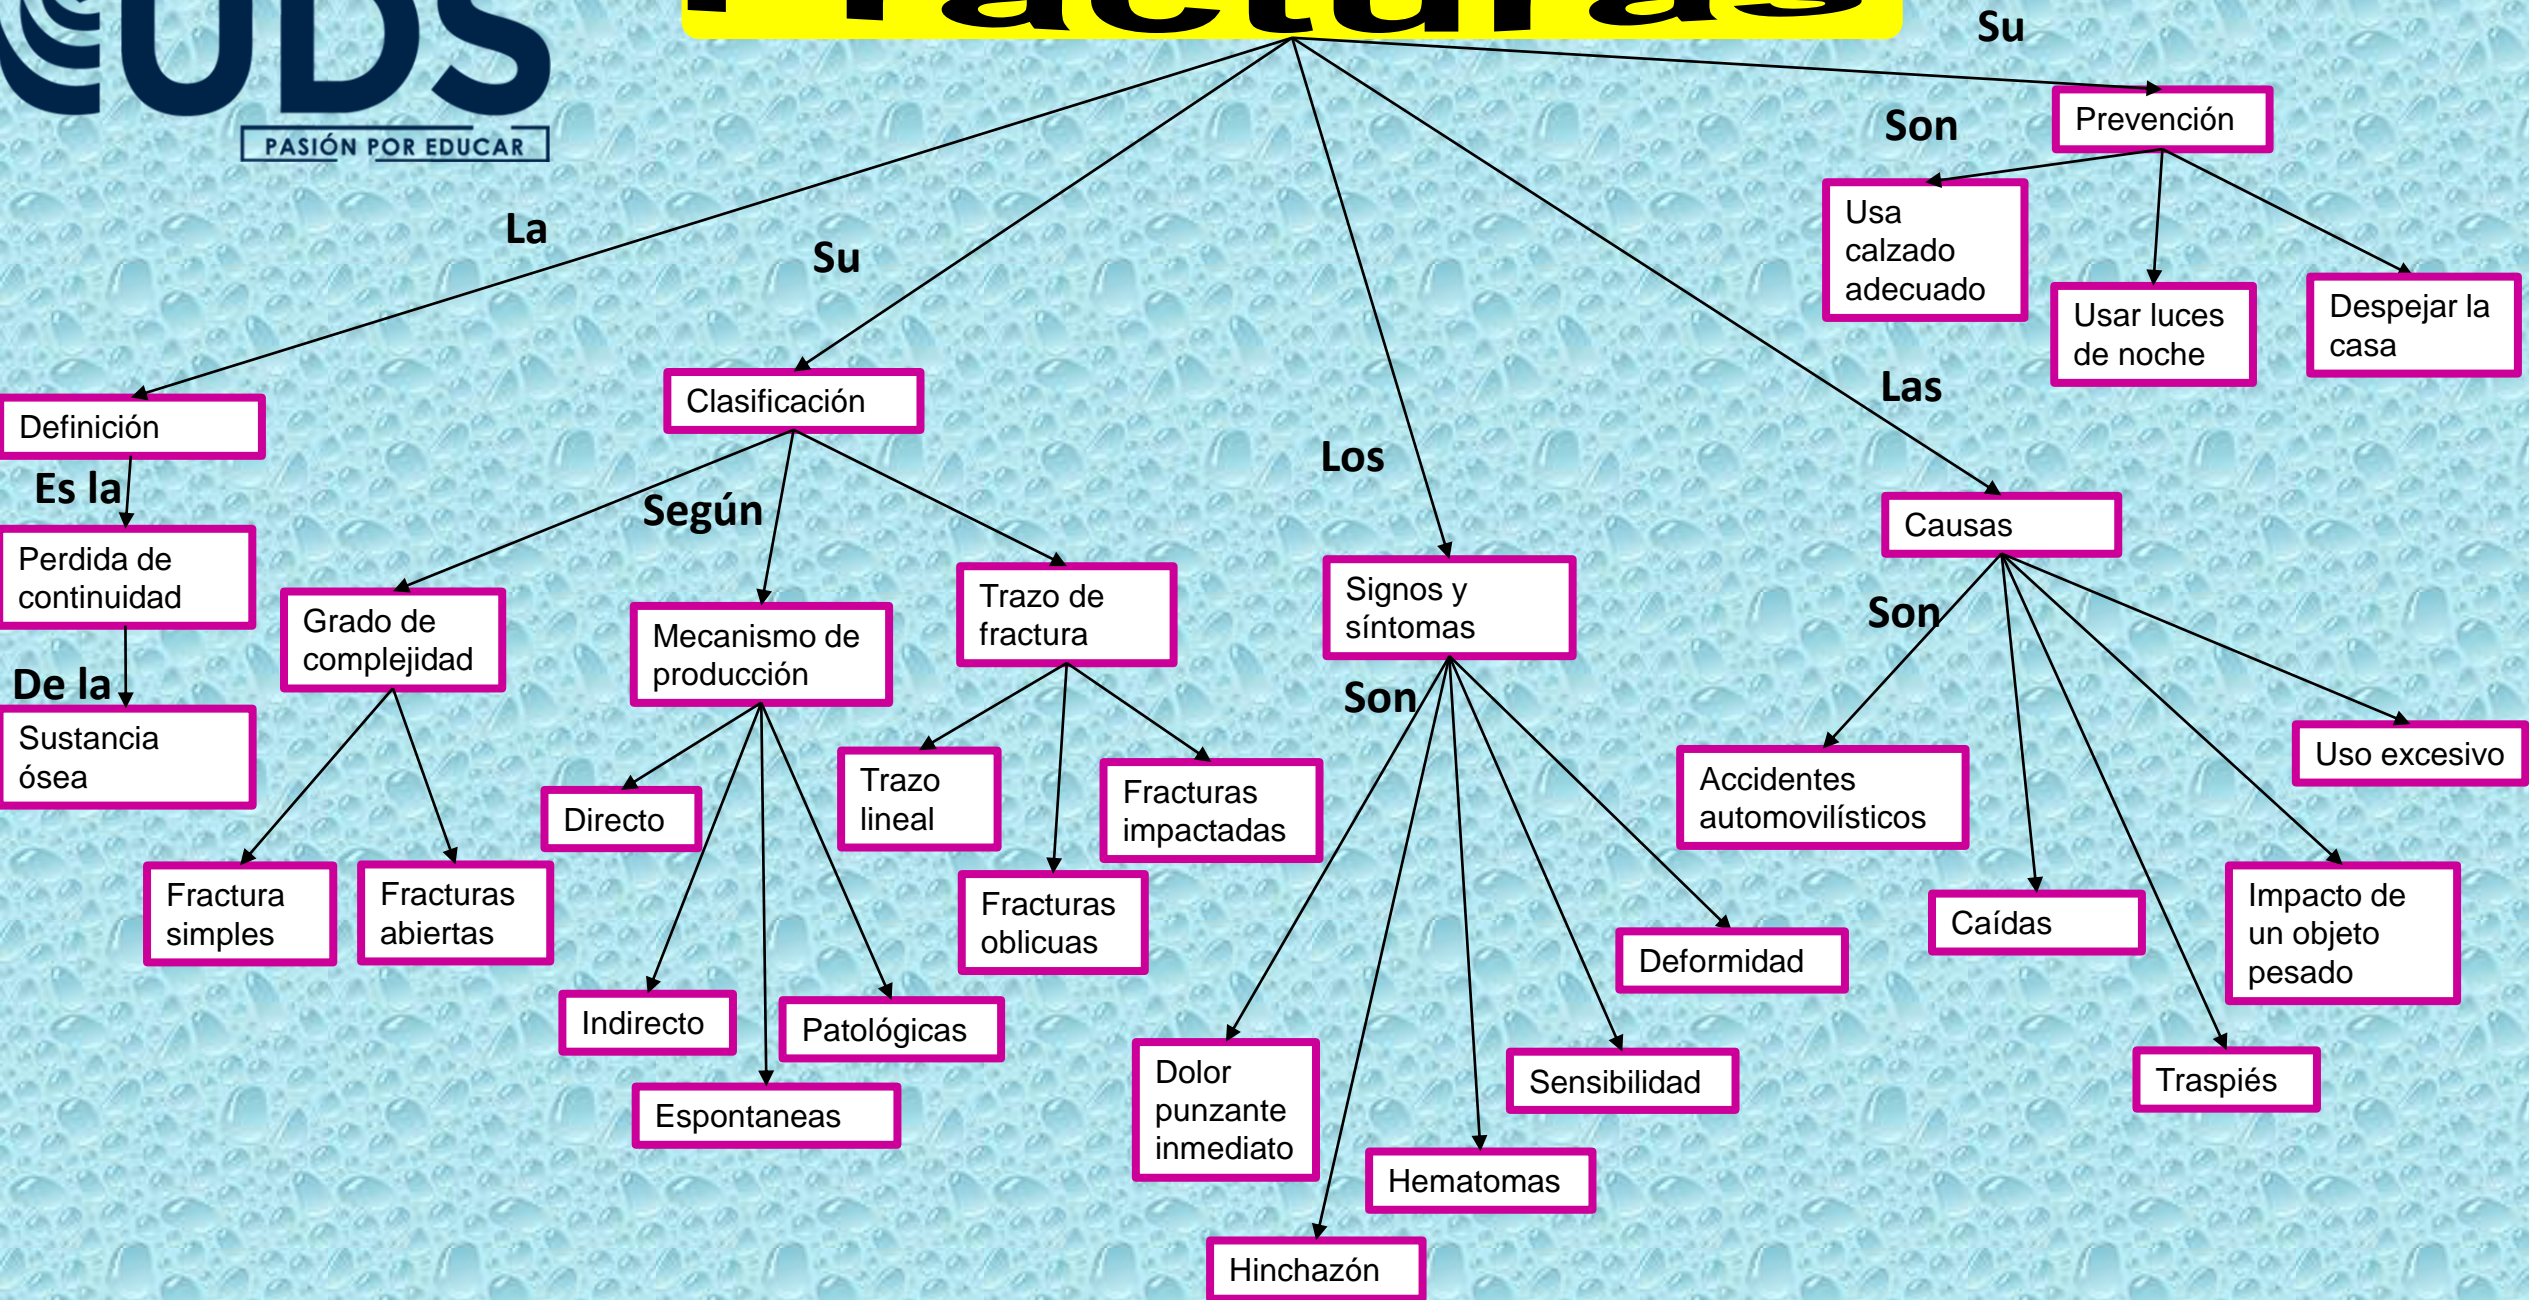 UDS
PASIÓN POR EDUCAR
Fracturas
Su
Prevención
Son
Usa
calzado
adecuado
Usar luces
de noche
Despejar la
casa
La
Definición
Es la
Perdida de
continuidad
De la
Sustancia
ósea
Su
Clasificación
Según
Grado de
complejidad
Fractura
simples
Fracturas
abiertas
Mecanismo de
producción
Directo
Indirecto
Espontaneas
Patológicas
Trazo de
fractura
Trazo
lineal
Fracturas
oblicuas
Fracturas
impactadas
Los
Signos y
síntomas
Son
Dolor
punzante
inmediato
Hinchazón
Hematomas
Sensibilidad
Deformidad
Las
Causas
Son
Accidentes
automovilísticos
Caídas
Traspiés
Impacto de
un objeto
pesado
Uso excesivo